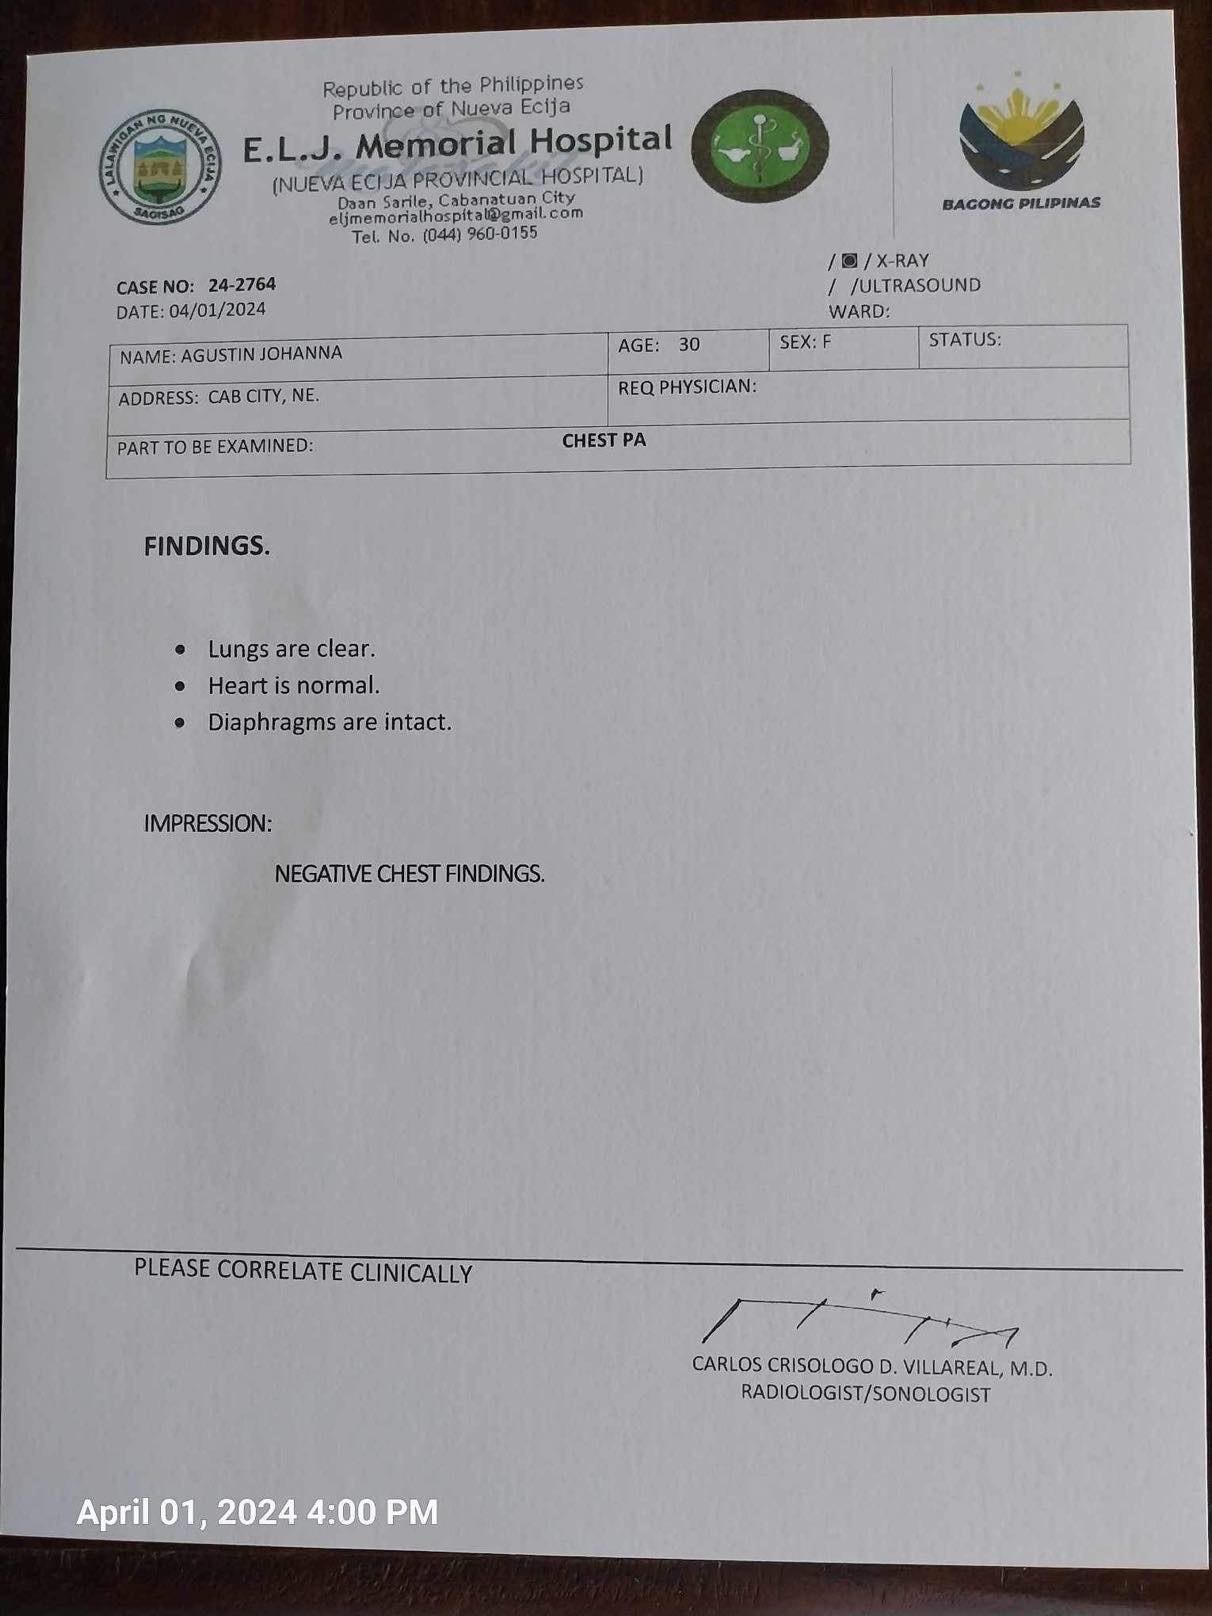 Republic of the Philippines
Province of Nueva Ecija
E.L.J. Memorial Hospital
(NUEVA ECIJA PROVINCIAL HOSPITAL)
Daan Sarile, Cabanatuan City
eljmemorialhospital@gmail.com
Tel. No. (044) 960-0155
LALAWIGAN NG NUEVA ECIJA
SAGISAG
BAGONG PILIPINAS
/ / X-RAY
/ /ULTRASOUND
WARD:
CASE NO: 24-2764
DATE: 04/01/2024
NAME: AGUSTIN JOHANNA AGE: 30 SEX: F STATUS:
ADDRESS: CAB CITY, NE. REQ PHYSICIAN:
PART TO BE EXAMINED: CHEST PA
FINDINGS.
• Lungs are clear.
• Heart is normal.
• Diaphragms are intact.
IMPRESSION:
NEGATIVE CHEST FINDINGS.
PLEASE CORRELATE CLINICALLY
CARLOS CRISOLOGO D. VILLAREAL, M.D.
RADIOLOGIST/SONOLOGIST
April 01, 2024 4:00 PM